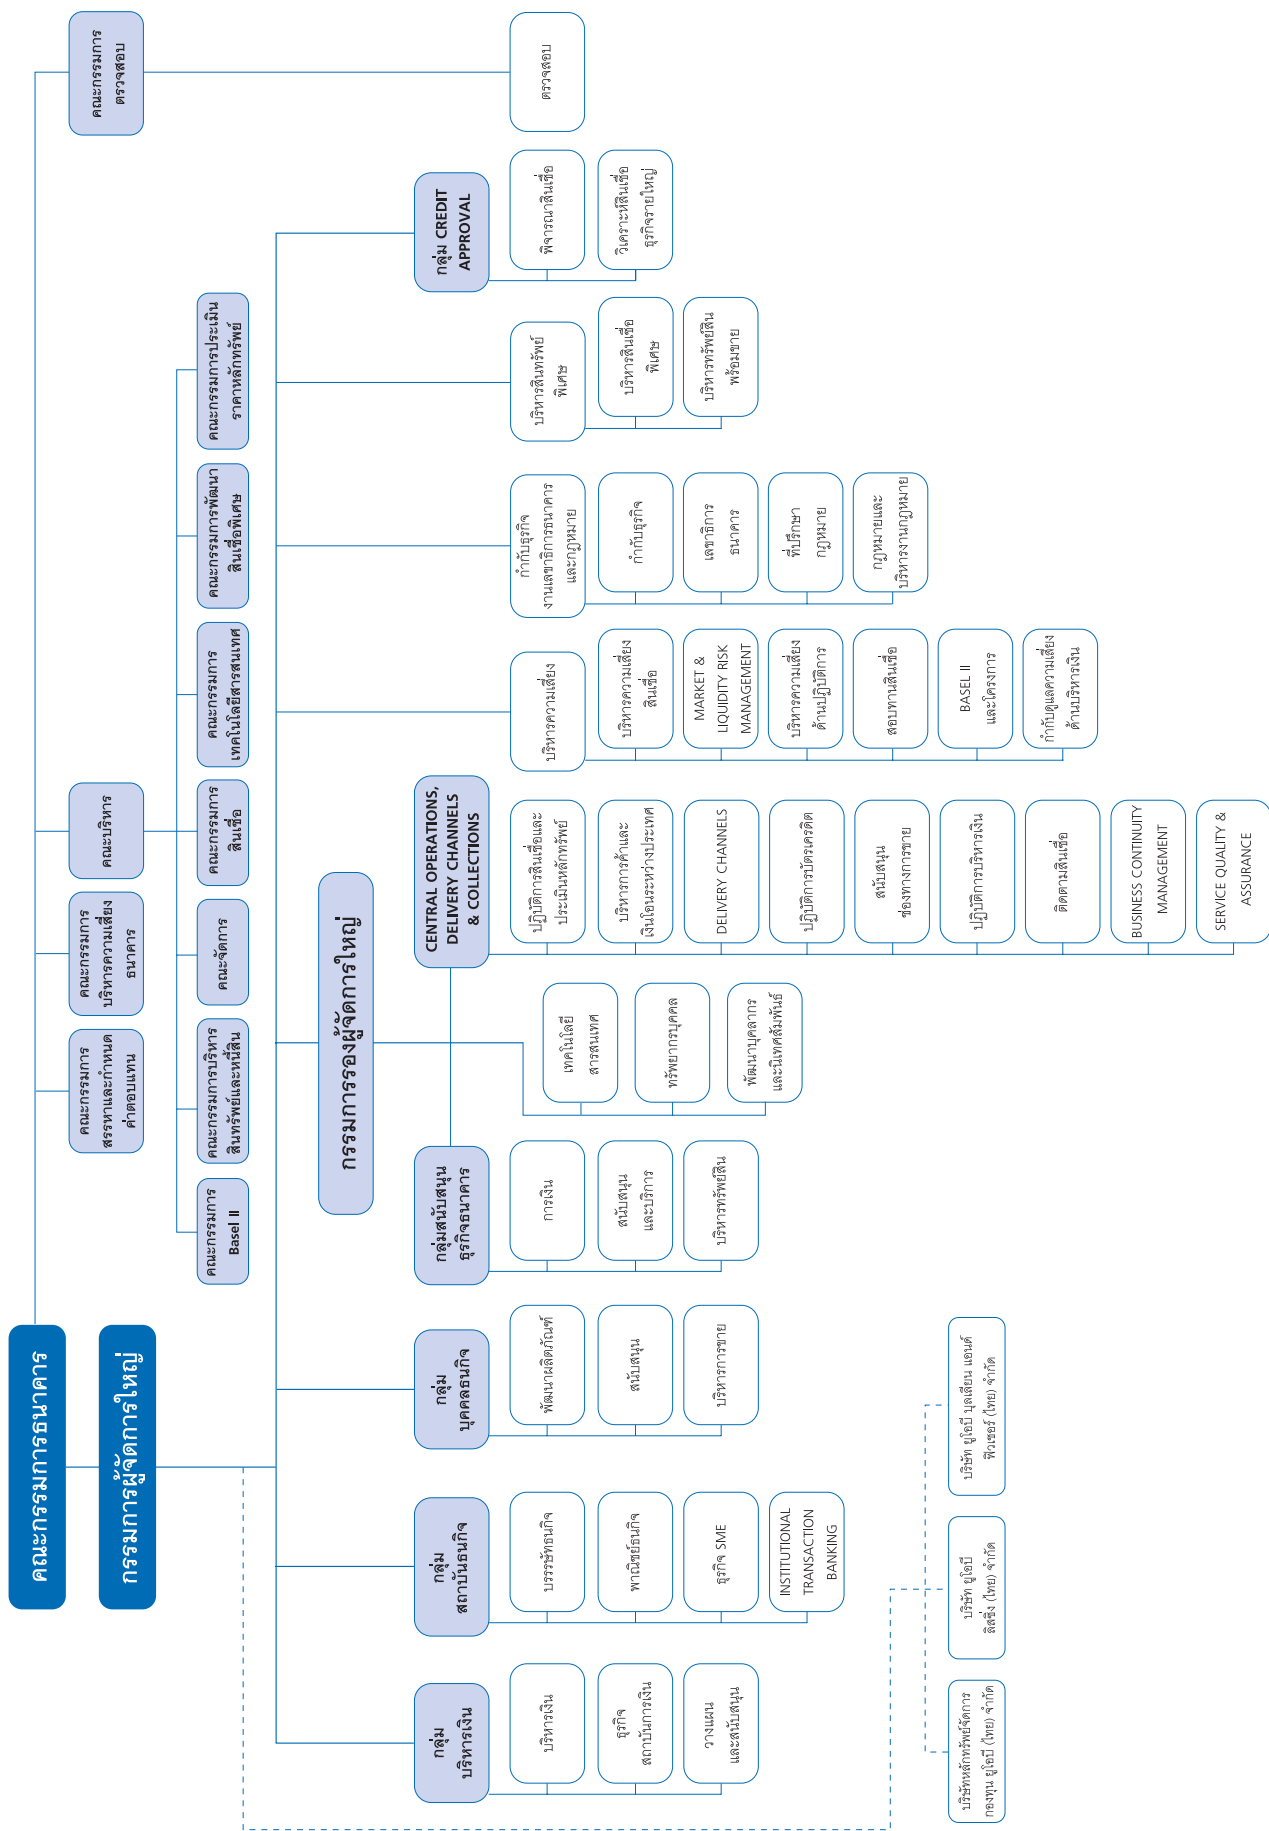 คณะกรรมการธนาคาร
กรรมการผู้จัดการใหญ่
คณะกรรมการ
สรรหาและกำหนด
ค่าตอบแทน
คณะกรรมการ
บริหารความเสี่ยง
ธนาคาร
คณะบริหาร
คณะกรรมการ
ตรวจสอบ
คณะกรรมการ
Basel II
คณะกรรมการบริหาร
สินทรัพย์และหนี้สิน
คณะจัดการ
คณะกรรมการ
สินเชื่อ
คณะกรรมการ
เทคโนโลยีสารสนเทศ
คณะกรรมการพัฒนา
สินเชื่อพิเศษ
คณะกรรมการประเมิน
ราคาหลักทรัพย์
กรรมการรองผู้จัดการใหญ่
กลุ่ม
บริหารเงิน
บริหารเงิน
ธุรกิจ
สถาบันการเงิน
วางแผน
และสนับสนุน
กลุ่ม
สถาบันธนกิจ
บรรรษัทธนกิจ
พาณิชย์ธนกิจ
ธุรกิจ SME
INSTITUTIONAL
TRANSACTION
BANKING
กลุ่ม
บุคคลธนกิจ
พัฒนาผลิตภัณฑ์
สนับสนุน
บริหารการขาย
กลุ่มสนับสนุน
ธุรกิจธนาคาร
การเงิน
สนับสนุน
และบริการ
บริหารทรัพย์สิน
เทคโนโลยี
สารสนเทศ
ทรัพยากรบุคคล
พัฒนาบุคลากร
และนิเทศสัมพันธ์
CENTRAL OPERATIONS,
DELIVERY CHANNELS
& COLLECTIONS
ปฏิบัติการสินเชื่อและ
ประเมินหลักทรัพย์
บริหารการค้าและ
เงินโอนระหว่างประเทศ
DELIVERY CHANNELS
ปฏิบัติการบัตรเครดิต
สนับสนุน
ช่องทางการขาย
ปฏิบัติการบริหารเงิน
ติดตามสินเชื่อ
BUSINESS CONTINUITY
MANAGEMENT
SERVICE QUALITY &
ASSURANCE
บริหารความเสี่ยง
บริหารความเสี่ยง
สินเชื่อ
MARKET &
LIQUIDITY RISK
MANAGEMENT
บริหารความเสี่ยง
ด้านปฏิบัติการ
สอบทานสินเชื่อ
BASEL II
และโครงการ
กำกับดูแลความเสี่ยง
ด้านบริหารเงิน
กำกับธุรกิจ
งานเลขาธิการธนาคาร
และกฎหมาย
กำกับธุรกิจ
เลขาธิการ
ธนาคาร
ที่ปรึกษา
กฎหมาย
กฎหมายและ
บริหารงานกฎหมาย
บริหารสินทรัพย์
พิเศษ
บริหารสินเชื่อ
พิเศษ
บริหารทรัพย์สิน
พร้อมขาย
กลุ่ม CREDIT
APPROVAL
พิจารณาสินเชื่อ
วิเคราะห์สินเชื่อ
ธุรกิจรายใหญ่
ตรวจสอบ
บริษัทหลักทรัพย์จัดการ
กองทุน ยูโอบี (ไทย) จำกัด
บริษัท ยูโอบี
ลิสซิ่ง (ไทย) จำกัด
บริษัท ยูโอบี บุลเลียน แอนด์
ฟิวเชอร์ (ไทย) จำกัด